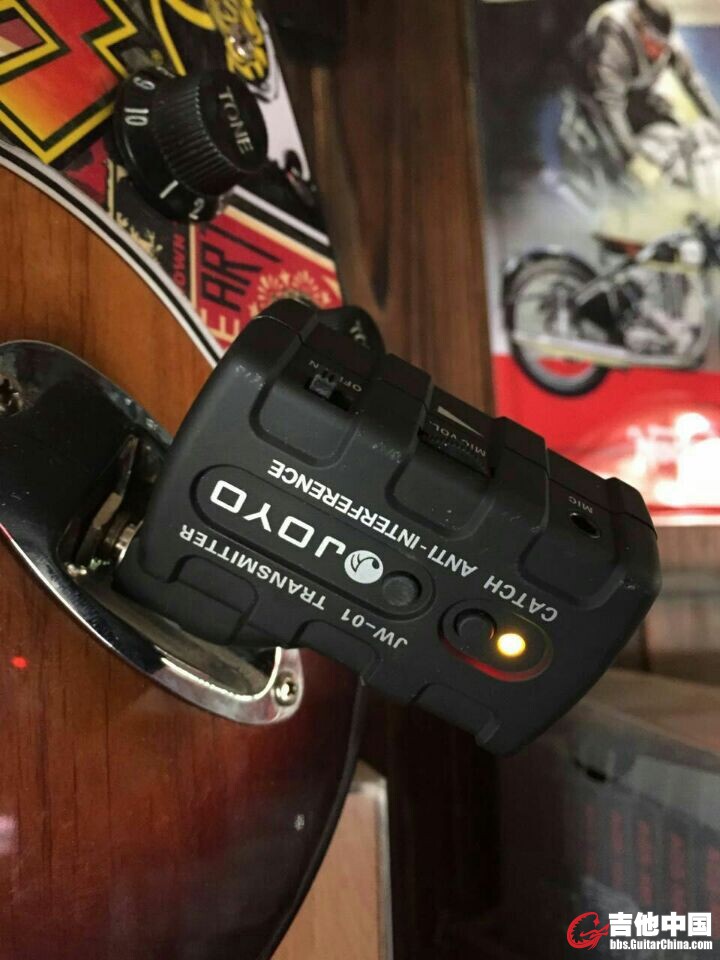 TONE
10
9
1
2
ART
OFF/ON
MIC VOL.
MIC
JOYO
CATCH ANTI-INTERFERENCE
JW-01 TRANSMITTER
吉他中国
bbs.GuitarChina.com